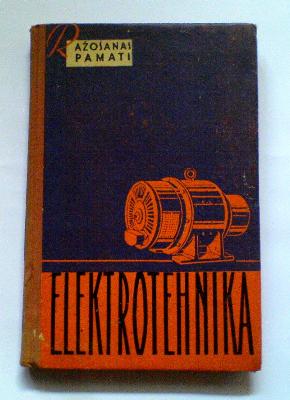 RAŽOŠANAS
PAMATI
ELEKTROTEHNIKA